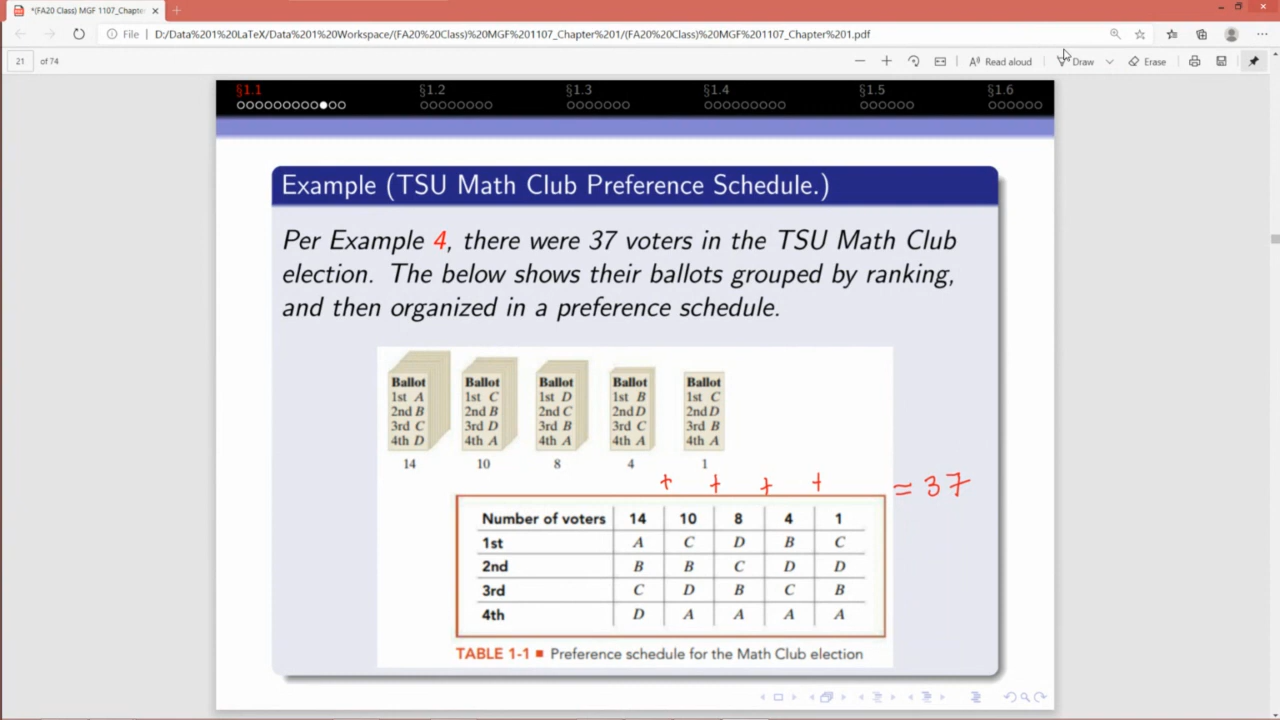 *(FA20 Class) MGF 1107_Chapte
File D:/Data%201%20LaTeX/Data%201%20Workspace/(FA20%20Class)%20MGF%201107_Chapter%201/(FA20%20Class)%20MGF%201107_Chapter%201.pdf
21 of 74 Read aloud Draw Erase
§1.1 §1.2 §1.3 §1.4 §1.5 §1.6
Example (TSU Math Club Preference Schedule.)
Per Example 4, there were 37 voters in the TSU Math Club
election. The below shows their ballots grouped by ranking,
and then organized in a preference schedule.
Ballot Ballot Ballot Ballot Ballot
1st A 1st C 1st D 1st B 1st C
2nd B 2nd B 2nd C 2nd D 2nd D
3rd C 3rd D 3rd B 3rd C 3rd B
4th D 4th A 4th A 4th A 4th A
14 10 8 4 1
+ + + + = 37
Number of voters 14 10 8 4 1
1st A C D B C
2nd B B C D D
3rd C D B C B
4th D A A A A
TABLE 1-1 ■ Preference schedule for the Math Club election